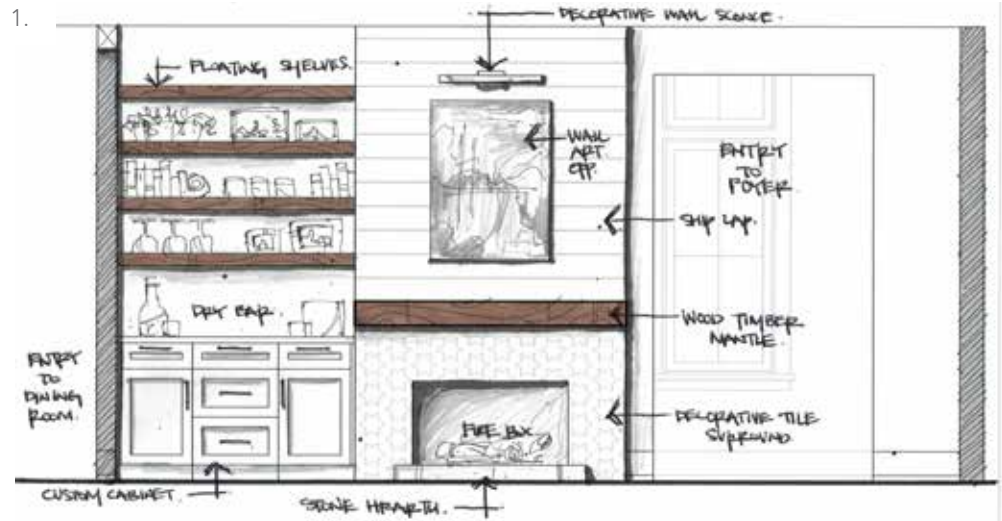 1.
DECORATIVE WALL SCONCE.
FLOATING SHELVES.
WALL
ART
ENTRY
TO
FOYER
SHIP LAP.
DRY BAR.
WOOD TIMBER
MANTLE.
ENTRY
TO
DINING
ROOM.
DECORATIVE TILE
SURROUND
FIRE BOX
CUSTOM CABINET.
STONE HEARTH.